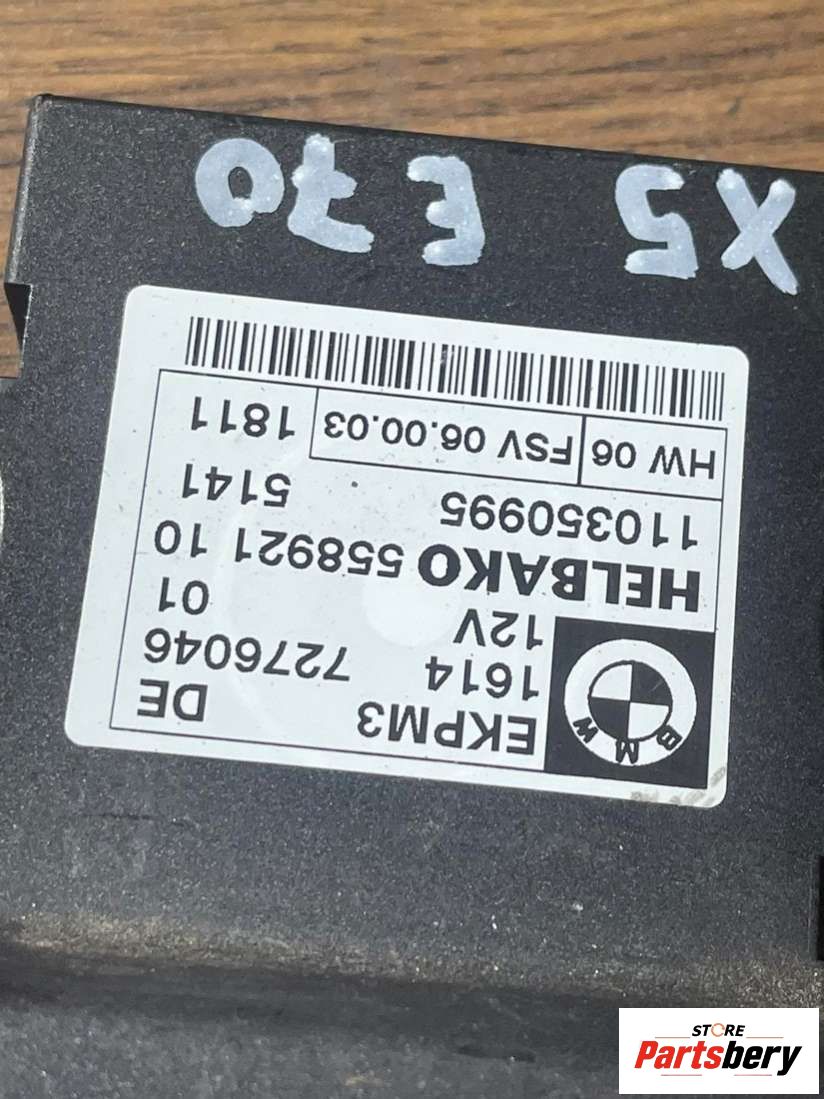 BMW
EKPM3 DE
1614 7276046
12V 01
HELBAKO 558921 10
110350995 5141
HW 06 FSV 06.00.03 1811
X5 E70
STORE
Partsbery